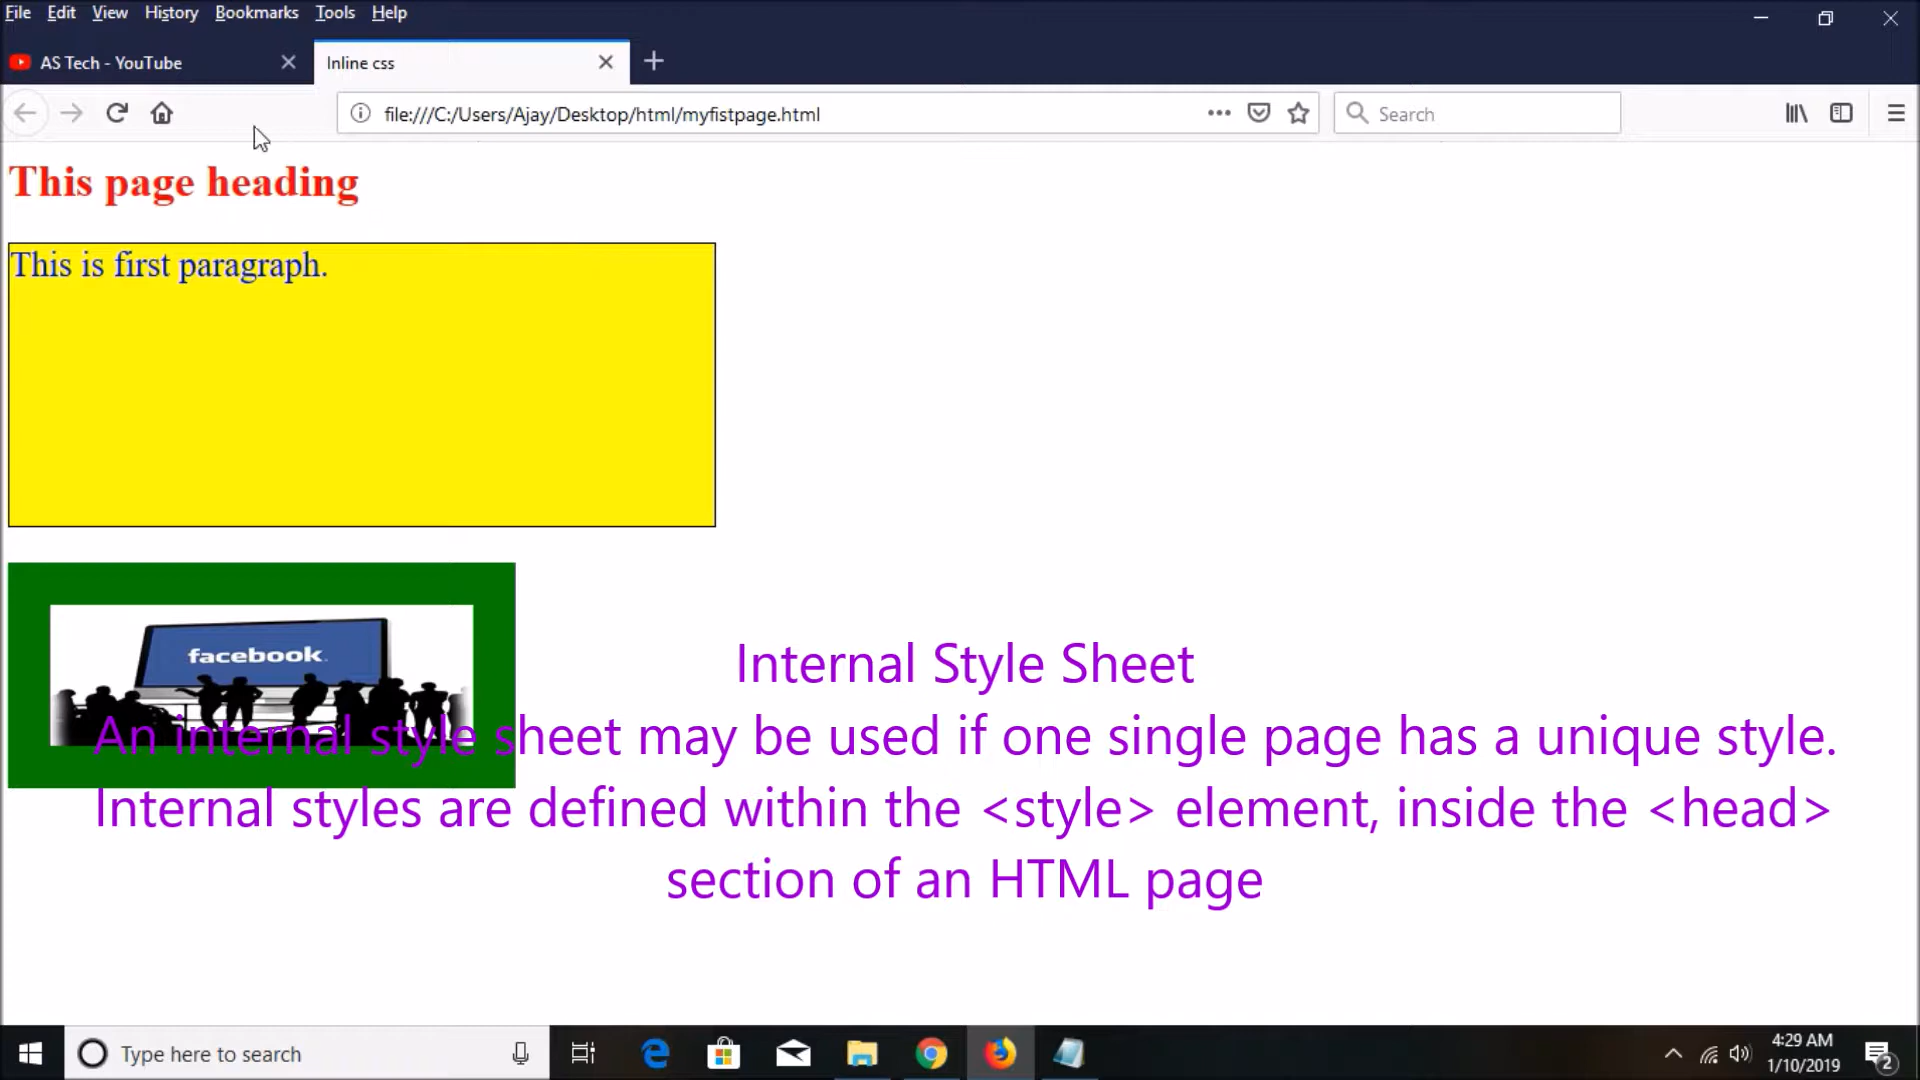 File Edit View History Bookmarks Tools Help
AS Tech - YouTube
Inline css
file:///C:/Users/Ajay/Desktop/html/myfistpage.html
Search
This page heading
This is first paragraph.
facebook.
Internal Style Sheet
An internal style sheet may be used if one single page has a unique style.
Internal styles are defined within the <style> element, inside the <head>
section of an HTML page
Type here to search
4:29 AM
1/10/2019
2